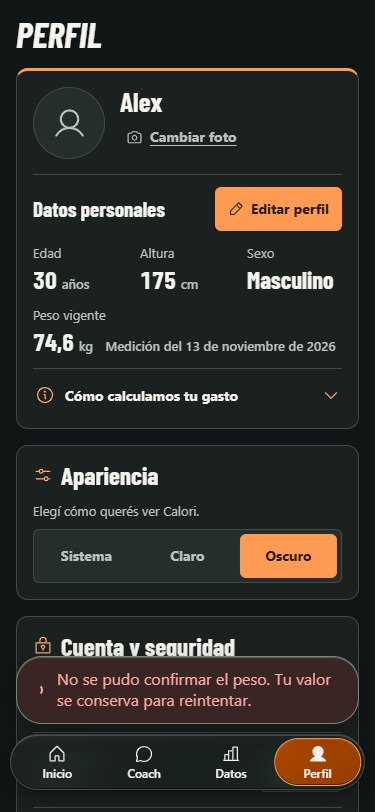 PERFIL
Alex
Cambiar foto
Datos personales
Editar perfil
Edad
Altura
Sexo
30 años
175 cm
Masculino
Peso vigente
74,6 kg
Medición del 13 de noviembre de 2026
Cómo calculamos tu gasto
Apariencia
Elegí cómo querés ver Calori.
Sistema
Claro
Oscuro
Cuenta y seguridad
No se pudo confirmar el peso. Tu valor
se conserva para reintentar.
Inicio
Coach
Datos
Perfil